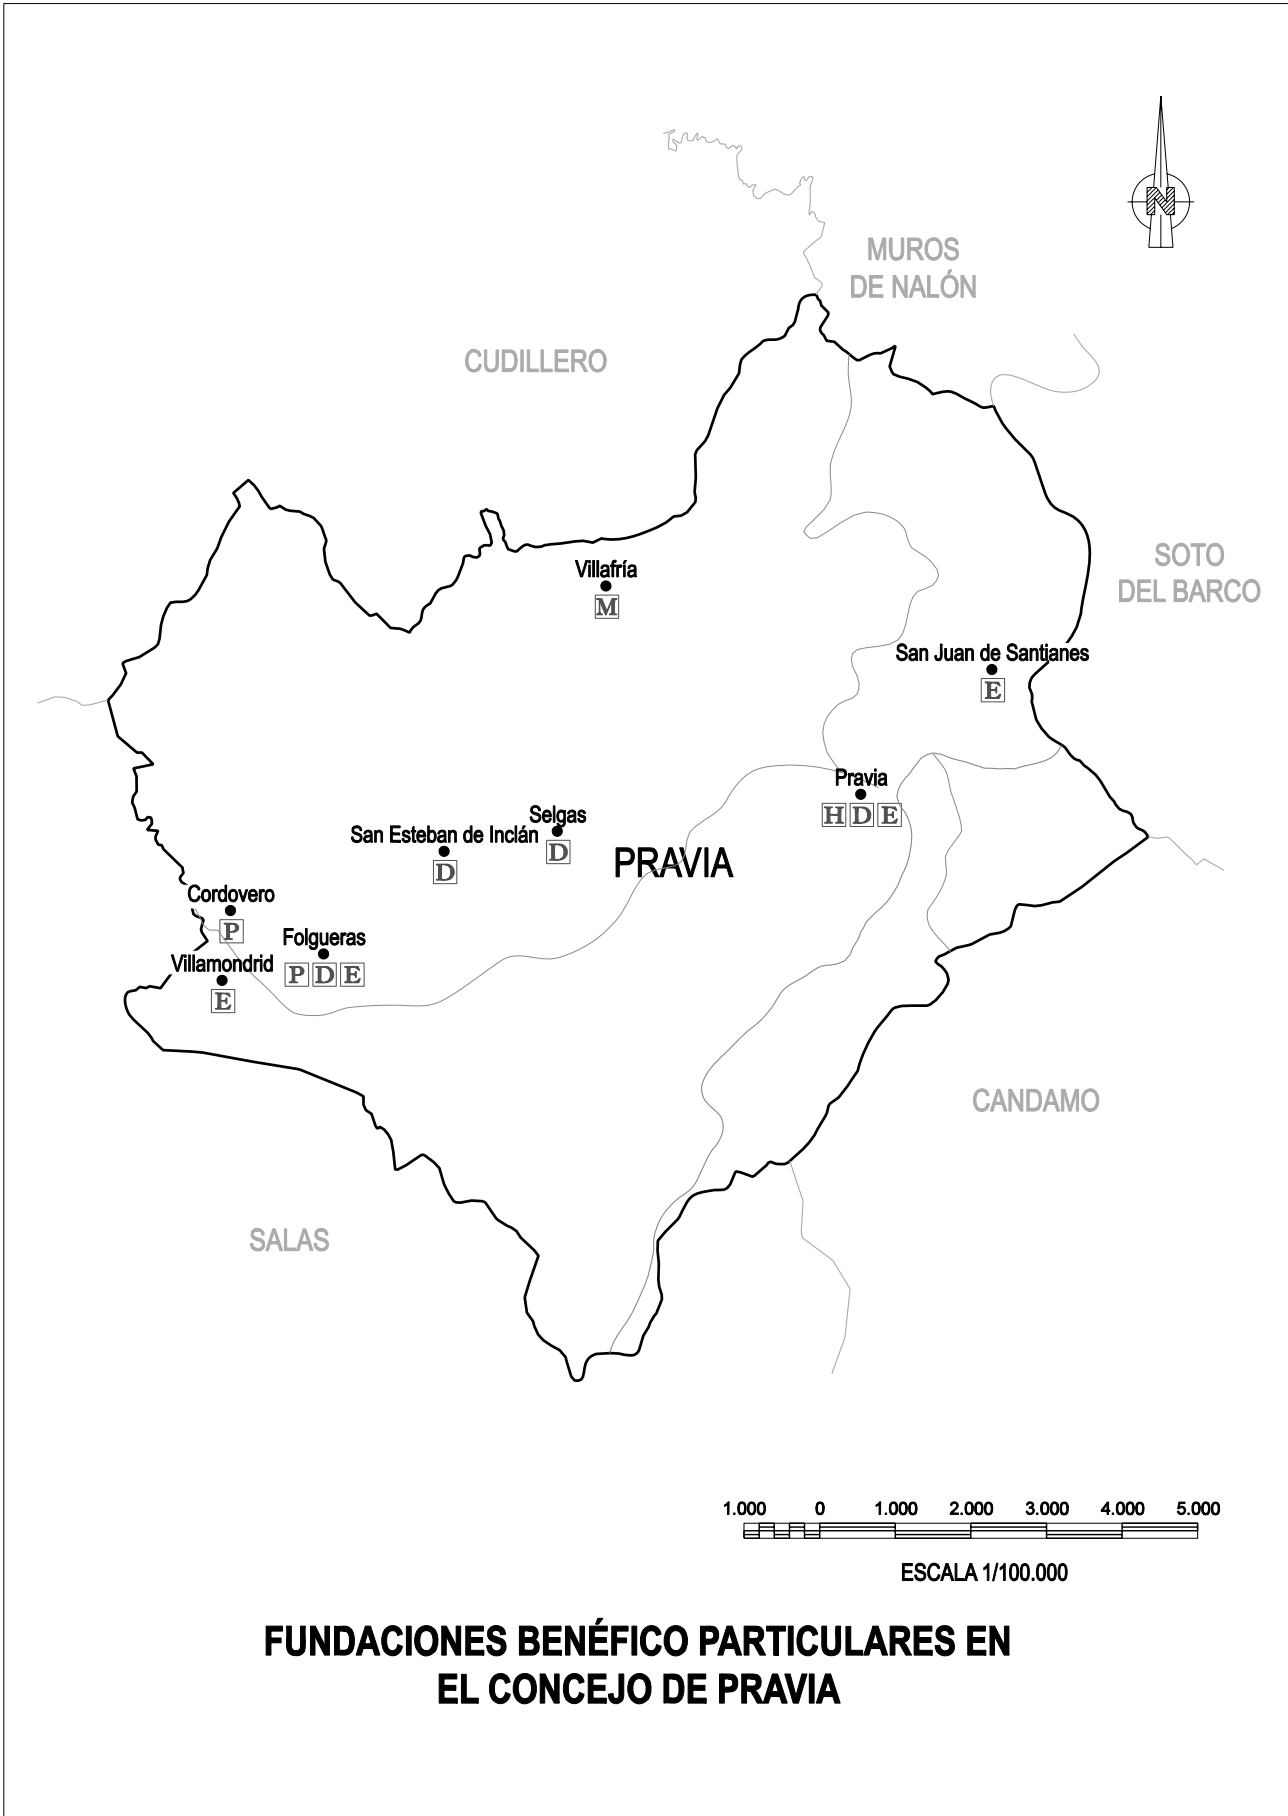 N
MUROS
DE NALÓN
CUDILLERO
SOTO
DEL BARCO
Villafría
M
San Juan de Santianes
E
Pravia
H D E
Selgas
D
San Esteban de Inclán
D
PRAVIA
Cordovero
P
Folgueras
P D E
Villamondrid
E
CANDAMO
SALAS
1.000 0 1.000 2.000 3.000 4.000 5.000
ESCALA 1/100.000
FUNDACIONES BENÉFICO PARTICULARES EN
EL CONCEJO DE PRAVIA